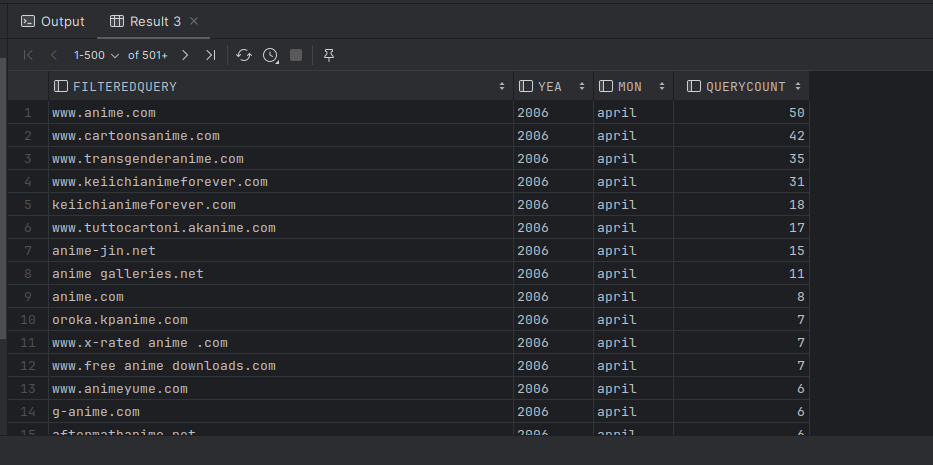 Output Result 3
1-500 of 501+
FILTEREDQUERY YEA MON QUERYCOUNT
1 www.anime.com 2006 april 50
2 www.cartoonsanime.com 2006 april 42
3 www.transgenderanime.com 2006 april 35
4 www.keiichianimeforever.com 2006 april 31
5 keiichianimeforever.com 2006 april 18
6 www.tuttocartoni.akanime.com 2006 april 17
7 anime-jin.net 2006 april 15
8 anime galleries.net 2006 april 11
9 anime.com 2006 april 8
10 oroka.kpanime.com 2006 april 7
11 www.x-rated anime .com 2006 april 7
12 www.free anime downloads.com 2006 april 7
13 www.animeyume.com 2006 april 6
14 g-anime.com 2006 april 6
15 aftermathanime.net 2006 april 6